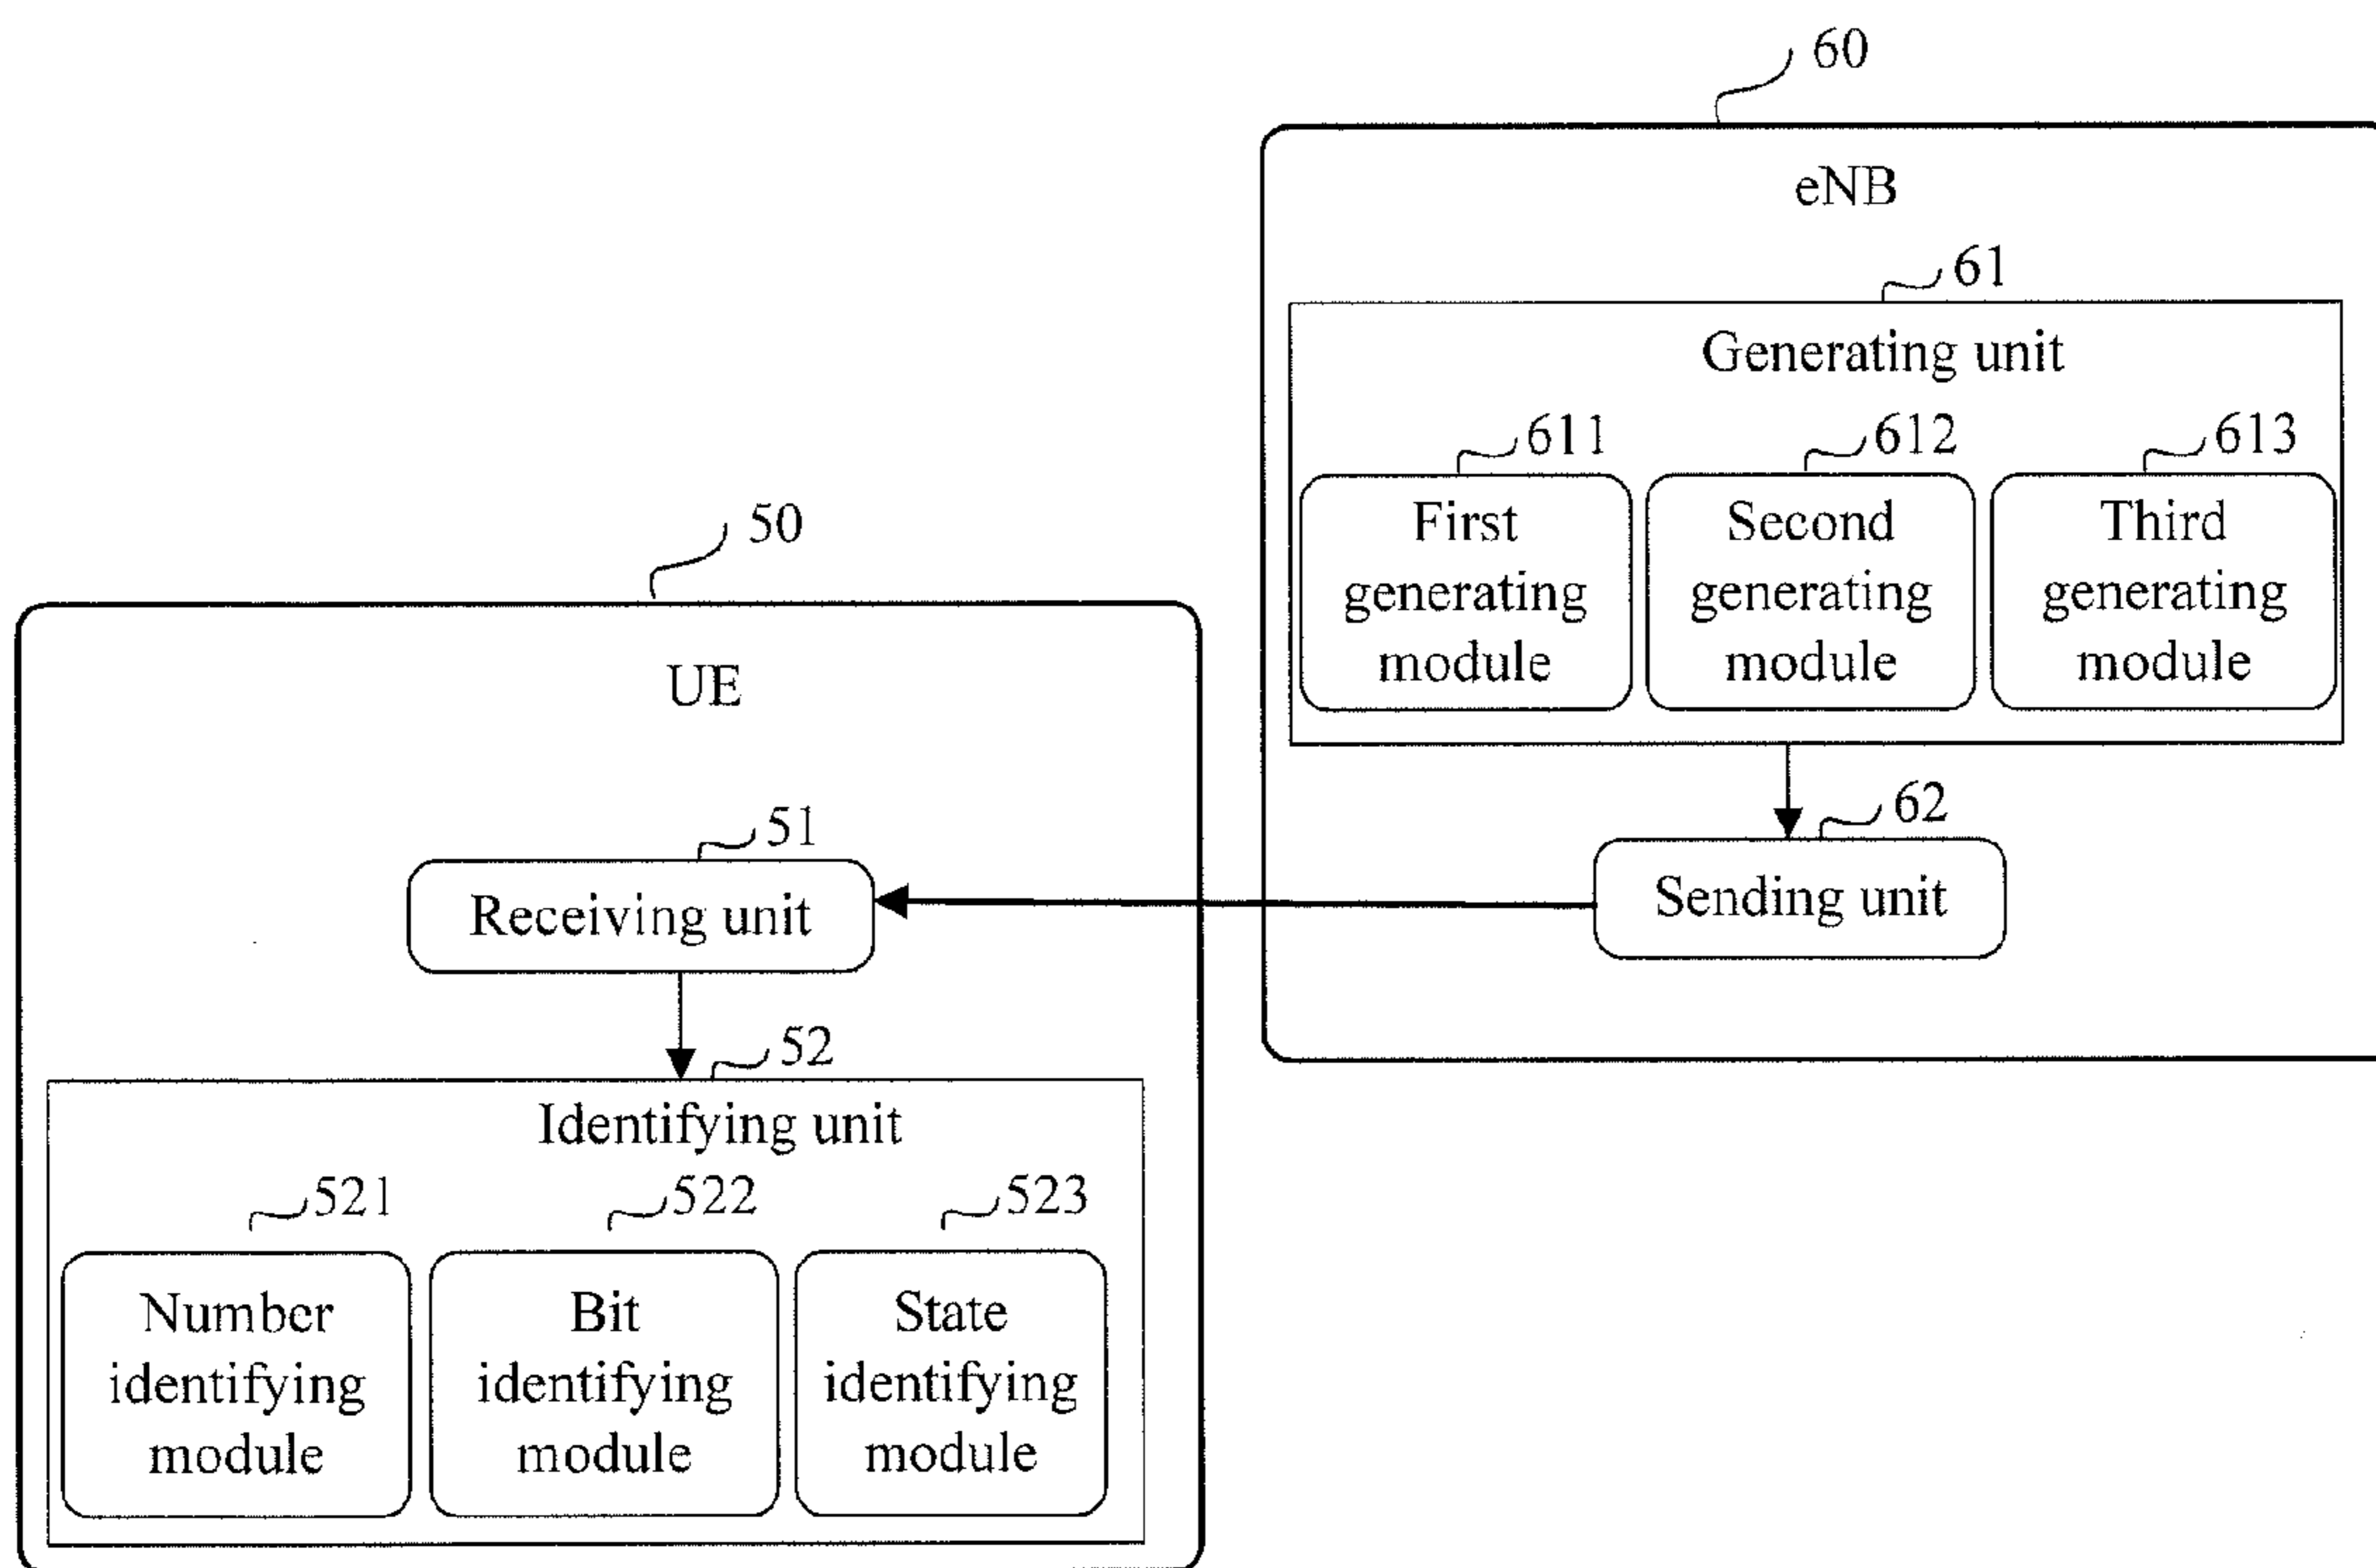 60
eNB
61
Generating unit
611
612
613
First
generating
module
Second
generating
module
Third
generating
module
62
Sending unit
50
UE
51
Receiving unit
52
Identifying unit
521
522
523
Number
identifying
module
Bit
identifying
module
State
identifying
module